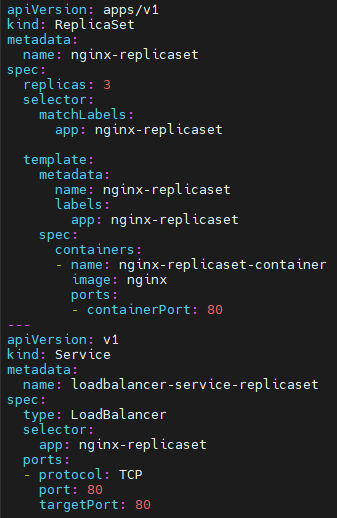 apiVersion: apps/v1
kind: ReplicaSet
metadata:
  name: nginx-replicaset
spec:
  replicas: 3
  selector:
    matchLabels:
      app: nginx-replicaset

  template:
    metadata:
      name: nginx-replicaset
      labels:
        app: nginx-replicaset
    spec:
      containers:
      - name: nginx-replicaset-container
        image: nginx
        ports:
        - containerPort: 80
---
apiVersion: v1
kind: Service
metadata:
  name: loadbalancer-service-replicaset
spec:
  type: LoadBalancer
  selector:
    app: nginx-replicaset
  ports:
  - protocol: TCP
    port: 80
    targetPort: 80